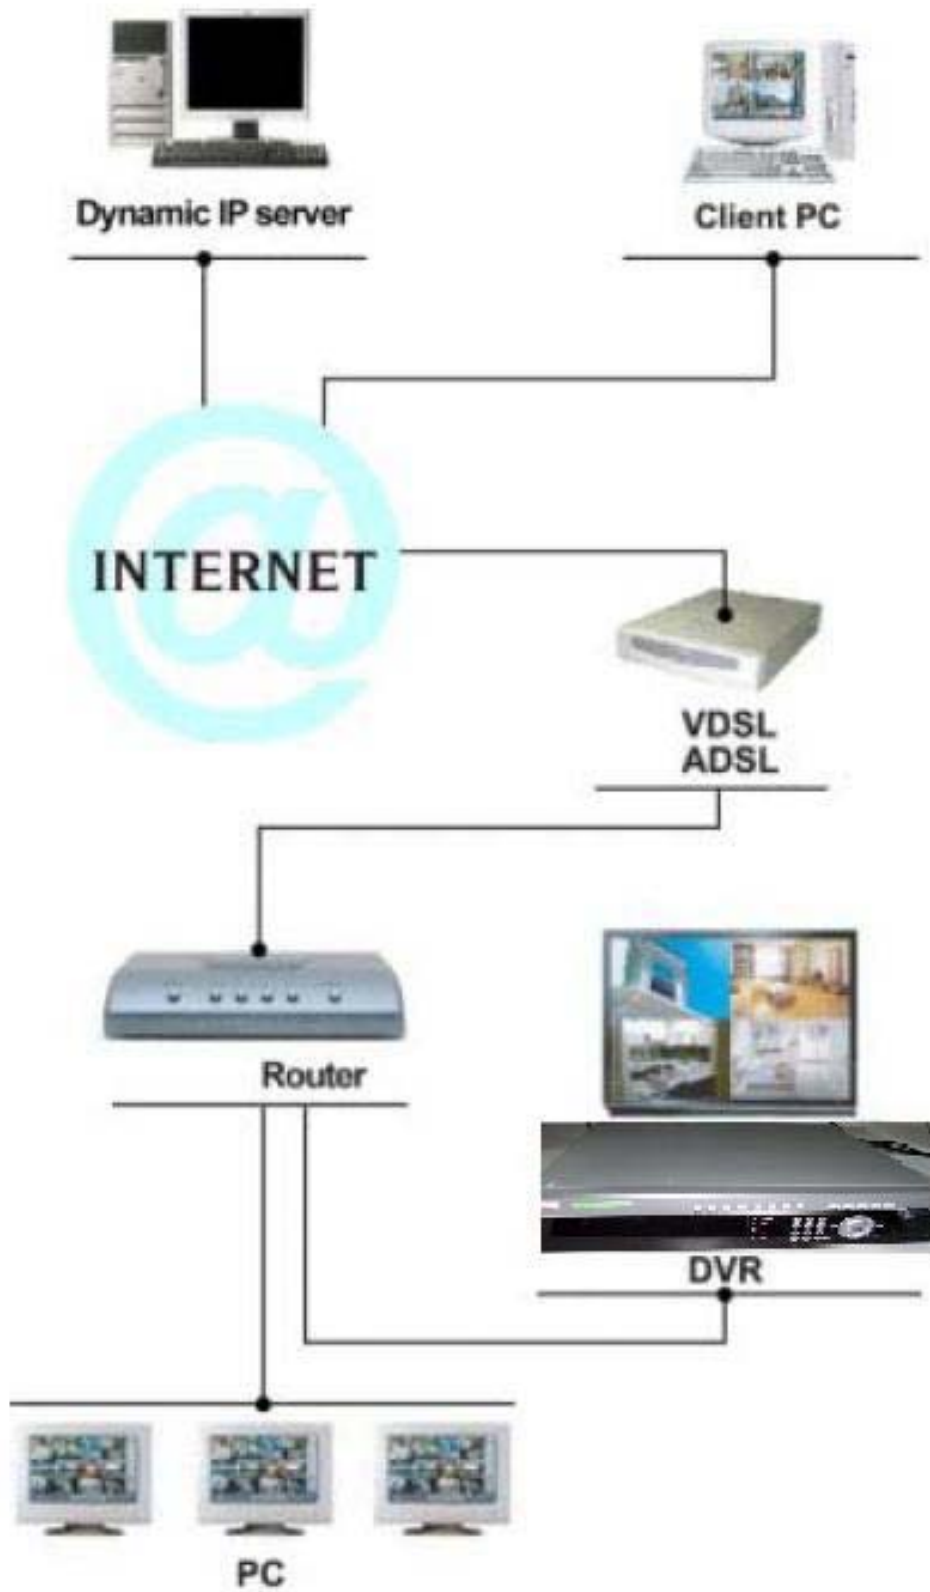 Dynamic IP server
Client PC
INTERNET
VDSL
ADSL
Router
DVR
PC